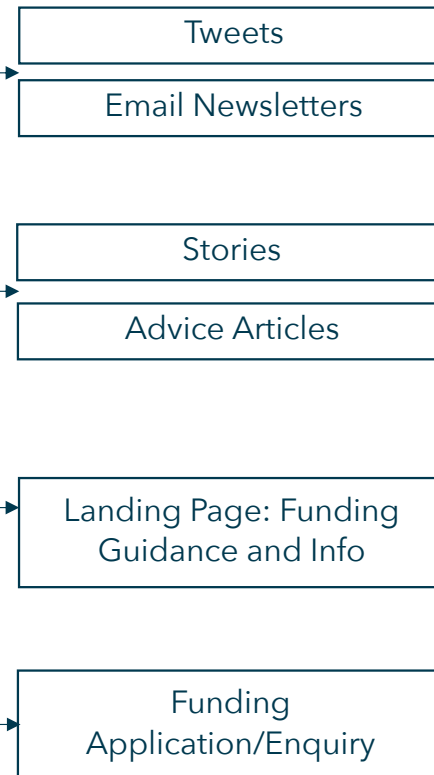 Tweets
Email Newsletters
Stories
Advice Articles
Landing Page: Funding
Guidance and Info
Funding
Application/Enquiry